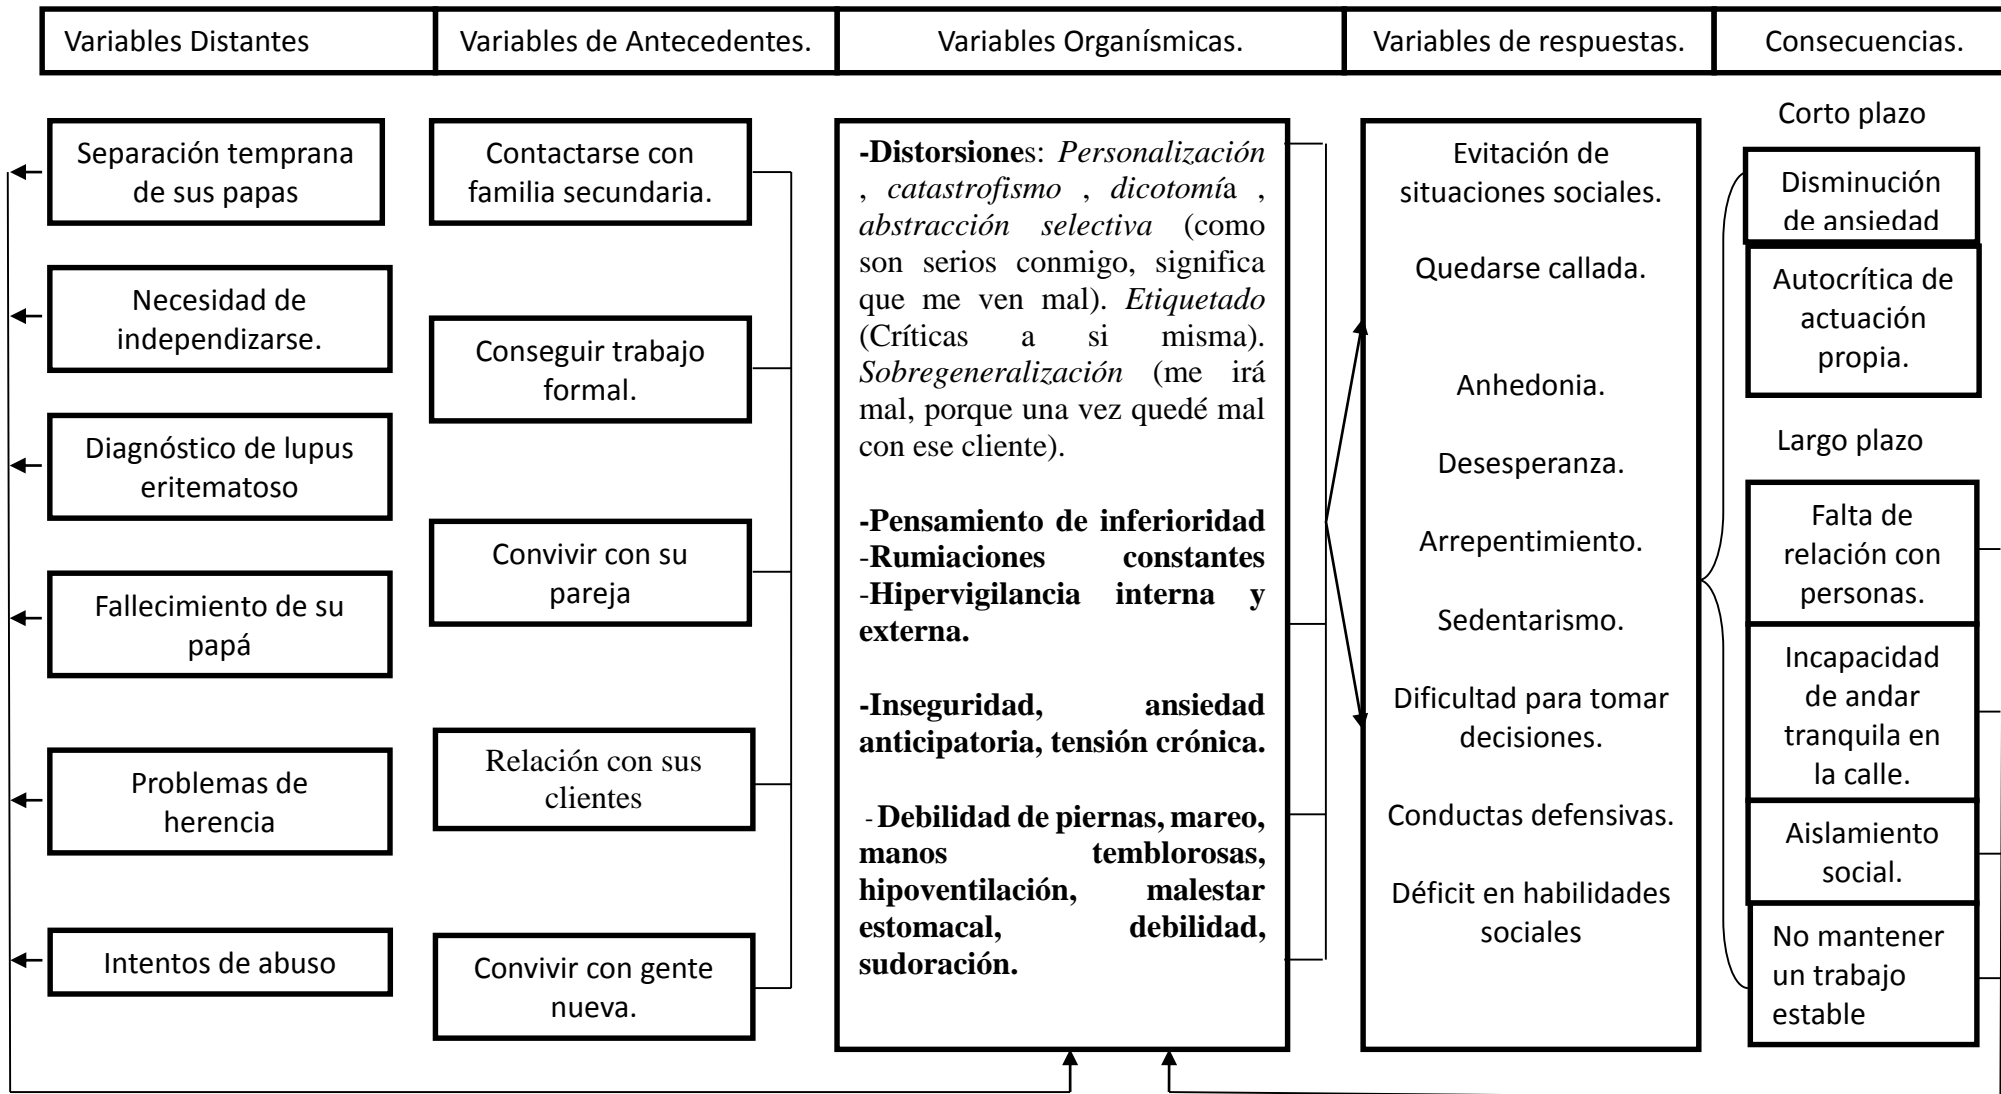 Variables Distantes
Variables de Antecedentes.
Variables Organísmicas.
Variables de respuestas.
Consecuencias.
Separación temprana
de sus papas
Necesidad de
independizarse.
Diagnóstico de lupus
eritematoso
Fallecimiento de su
papá
Problemas de
herencia
Intentos de abuso
Contactarse con
familia secundaria.
Conseguir trabajo
formal.
Convivir con su
pareja
Relación con sus
clientes
Convivir con gente
nueva.
-Distorsiones: Personalización
, catastrofismo , dicotomía ,
abstracción selectiva (como
son serios conmigo, significa
que me ven mal). Etiquetado
(Críticas a si misma).
Sobregeneralización (me irá
mal, porque una vez quedé mal
con ese cliente).
-Pensamiento de inferioridad
-Rumiaciones constantes
-Hipervigilancia interna y
externa.
-Inseguridad, ansiedad
anticipatoria, tensión crónica.
- Debilidad de piernas, mareo,
manos temblorosas,
hipoventilación, malestar
estomacal, debilidad,
sudoración.
Evitación de
situaciones sociales.
Quedarse callada.
Anhedonia.
Desesperanza.
Arrepentimiento.
Sedentarismo.
Dificultad para tomar
decisiones.
Conductas defensivas.
Déficit en habilidades
sociales
Corto plazo
Disminución
de ansiedad
Autocrítica de
actuación
propia.
Largo plazo
Falta de
relación con
personas.
Incapacidad
de andar
tranquila en
la calle.
Aislamiento
social.
No mantener
un trabajo
estable